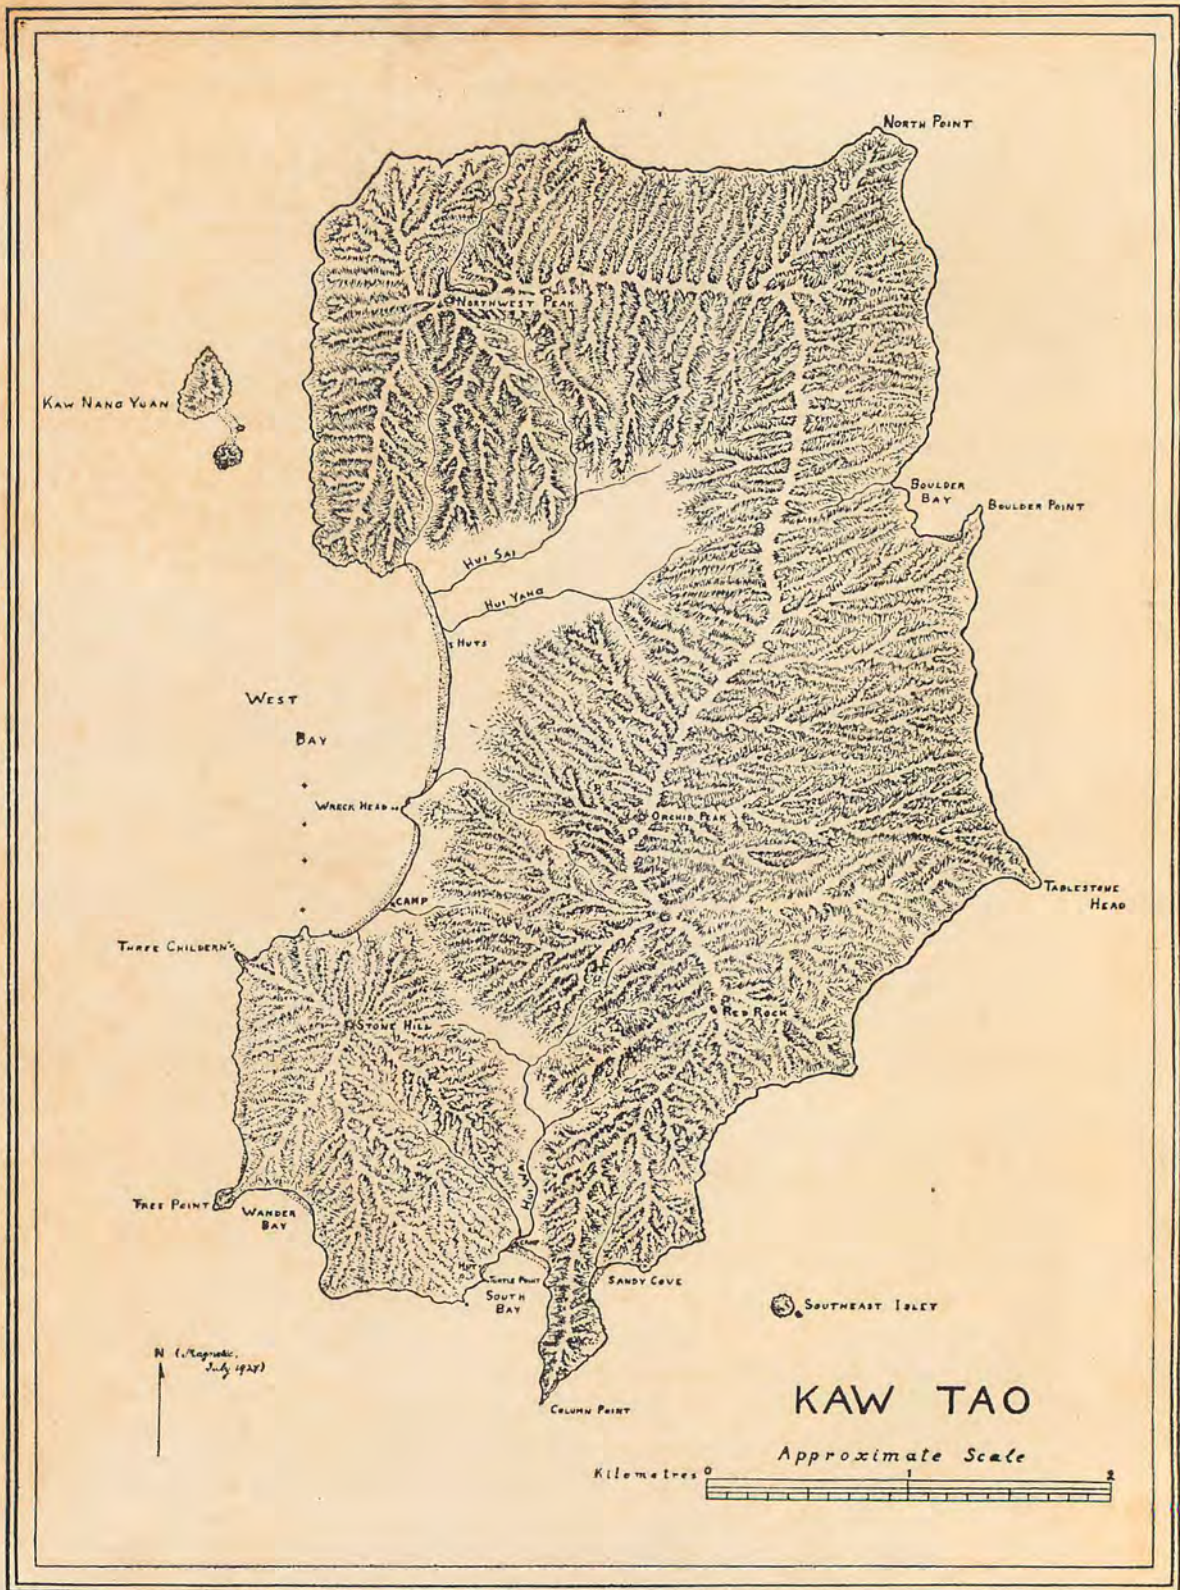 North Point
Northwest Peak
Kaw Nang Yuan
Boulder
Bay
Boulder Point
Hui Sai
Hui Yang
Huts
West
Bay
Wreck Head
Orchid Peak
Camp
Tablestone
Head
Three Childern
Red Rock
Stone Hill
Hui Wai
Tree Point
Wander
Bay
Camp
Hut
Turtle Point
South
Bay
Sandy Cove
Southeast Islet
N (Magnetic,
July 1927)
Column Point
KAW TAO
Approximate Scale
Kilometres 0 1 2